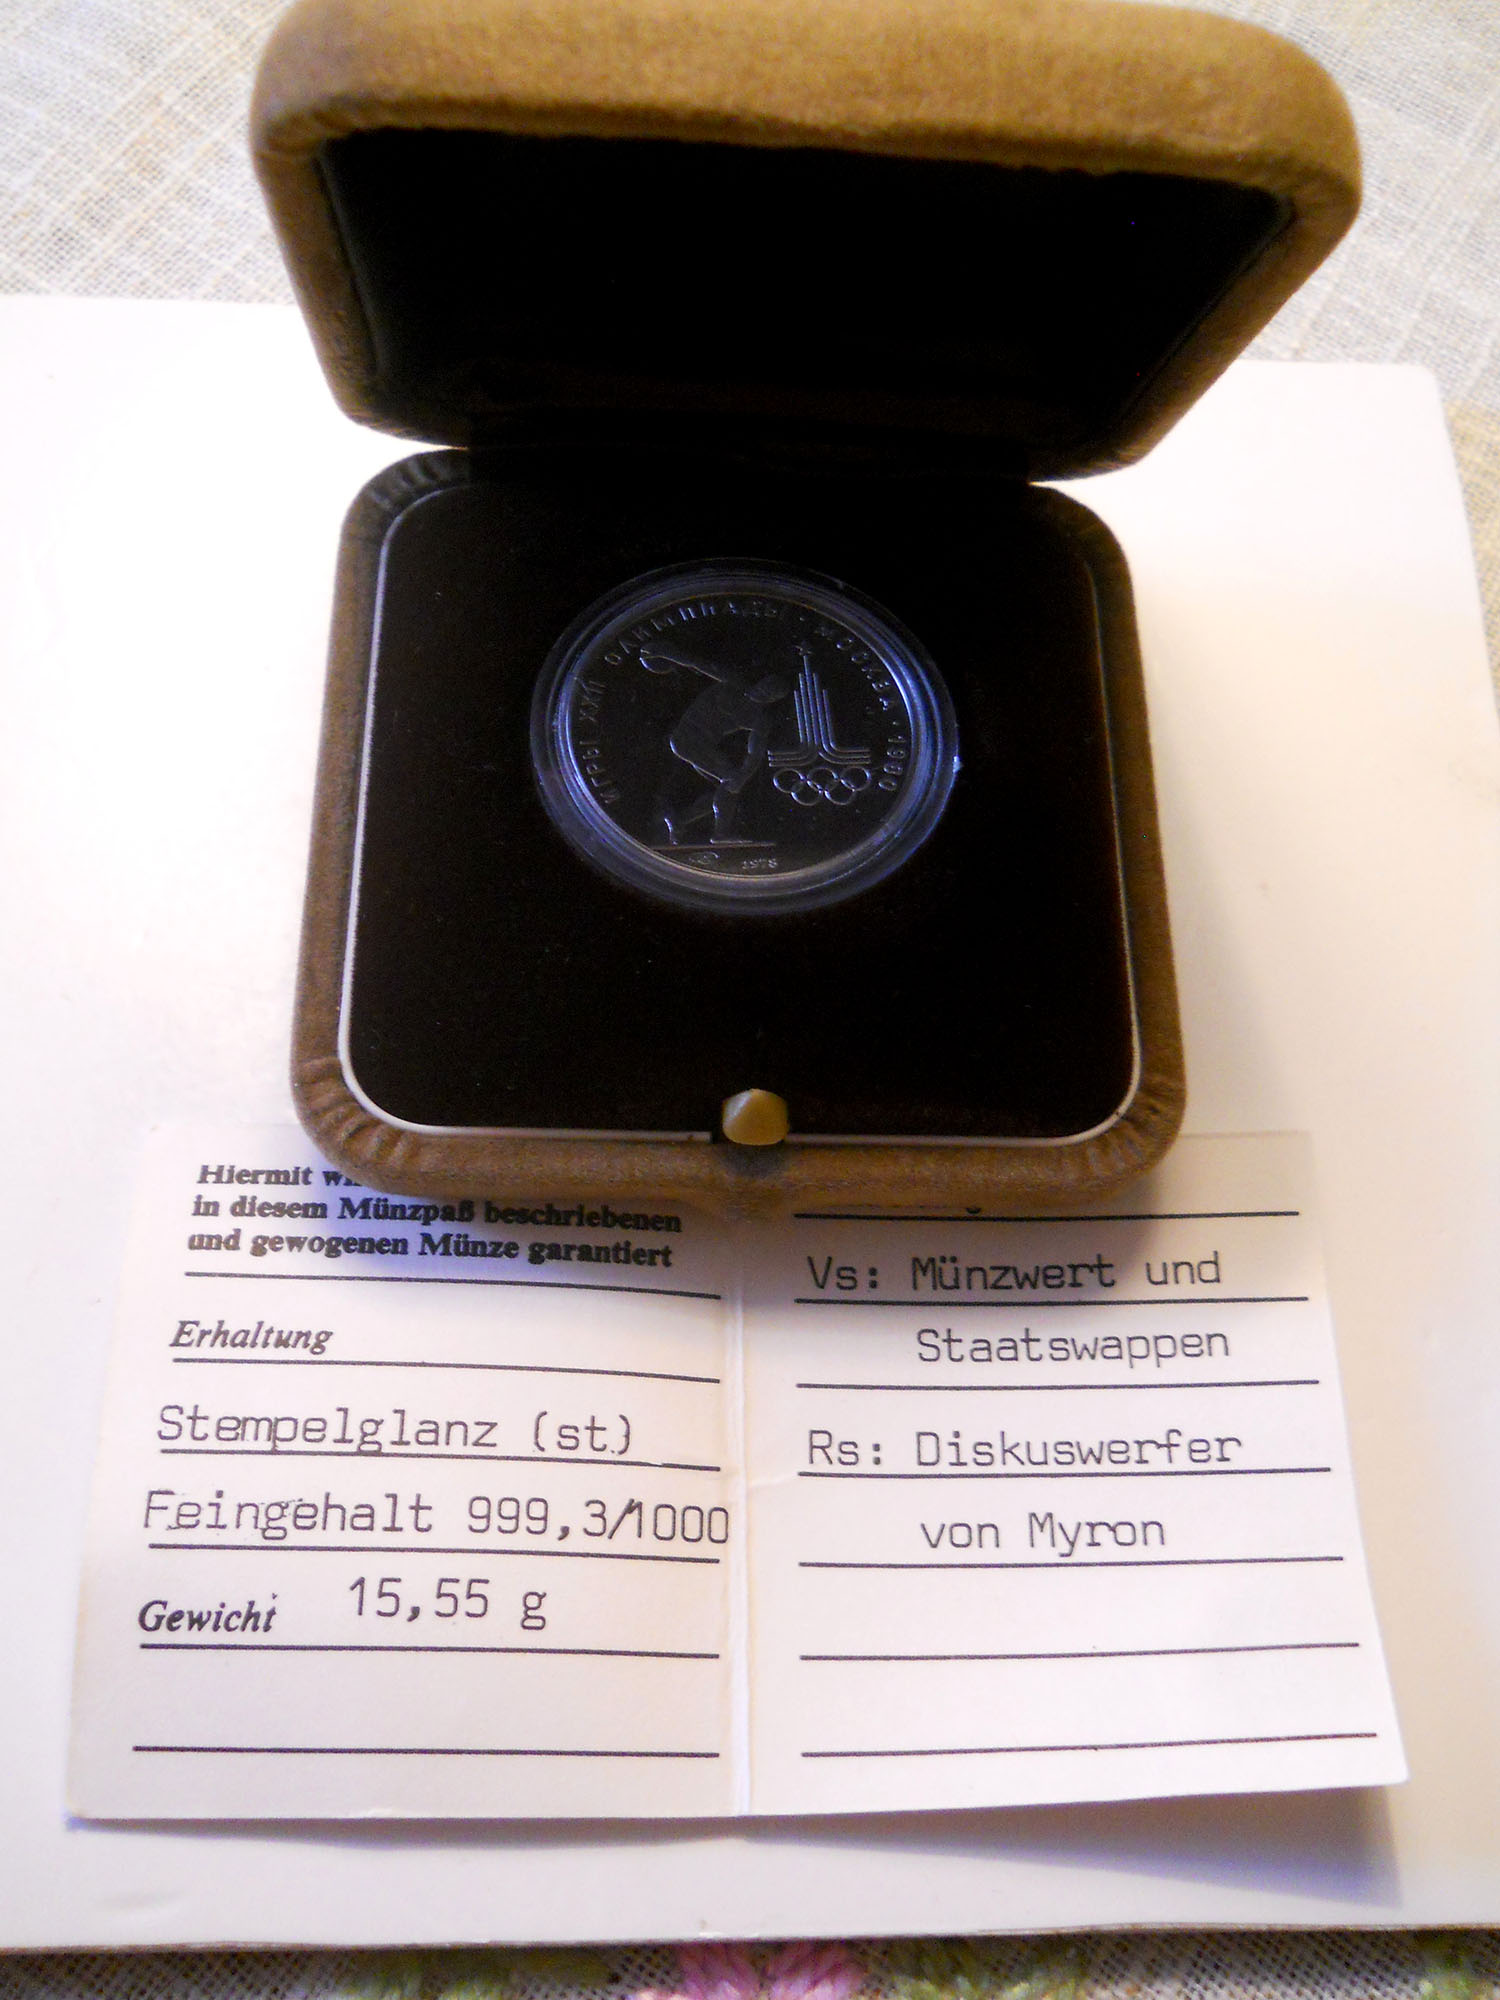 ИГРЫ XXII ОЛИМПИАДЫ · МОСКВА · 1980
1978
Hiermit
in diesem Münzpaß beschriebenen
und gewogenen Münze garantiert
Erhaltung
Stempelglanz (st.)
Feingehalt 999,3/1000
Gewicht 15,55 g
Vs: Münzwert und
Staatswappen
Rs: Diskuswerfer
von Myron